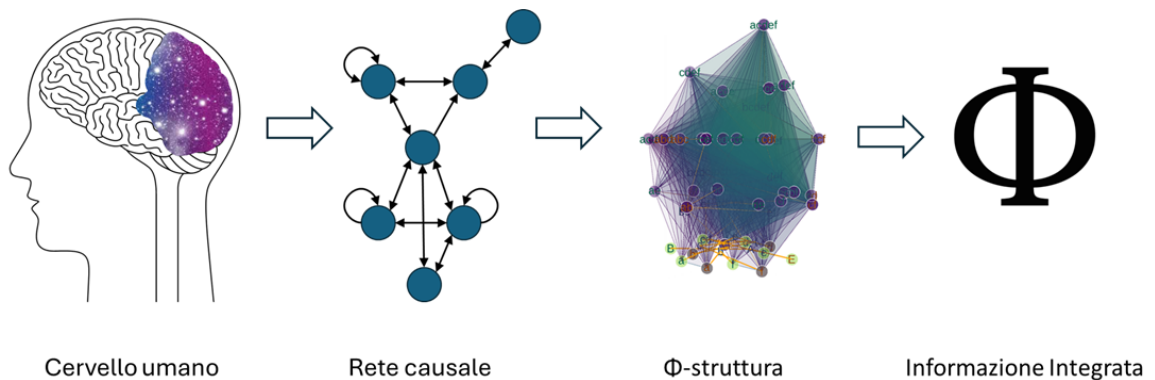 Φ
B
E
Cervello umano
Rete causale
Φ-struttura
Informazione Integrata